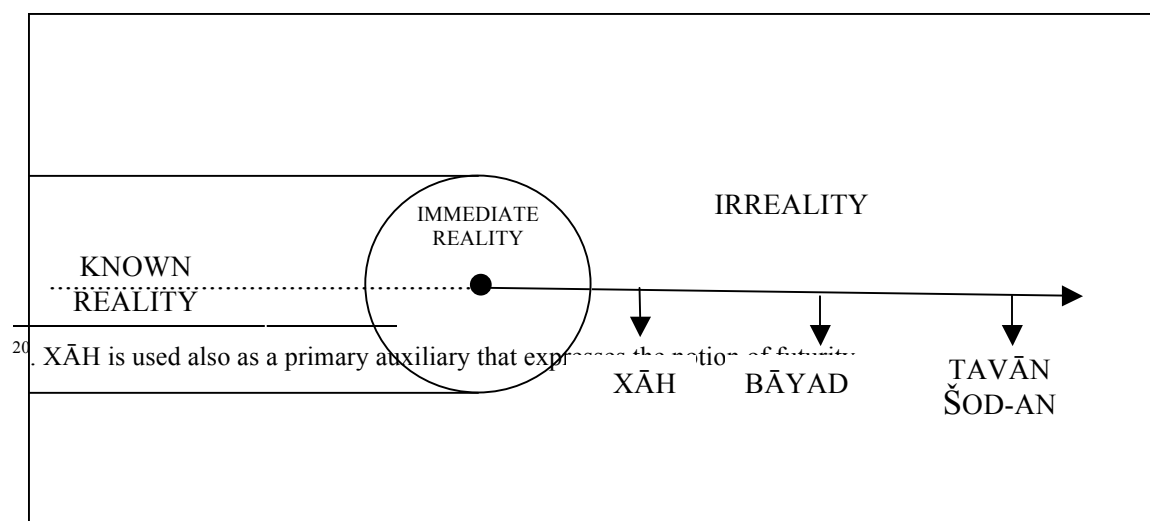 IRREALITY
IMMEDIATE
REALITY
KNOWN
REALITY
20. XĀH is used also as a primary auxiliary that expresses the notion of futurity
XĀH
BĀYAD
TAVĀN
ŠOD-AN